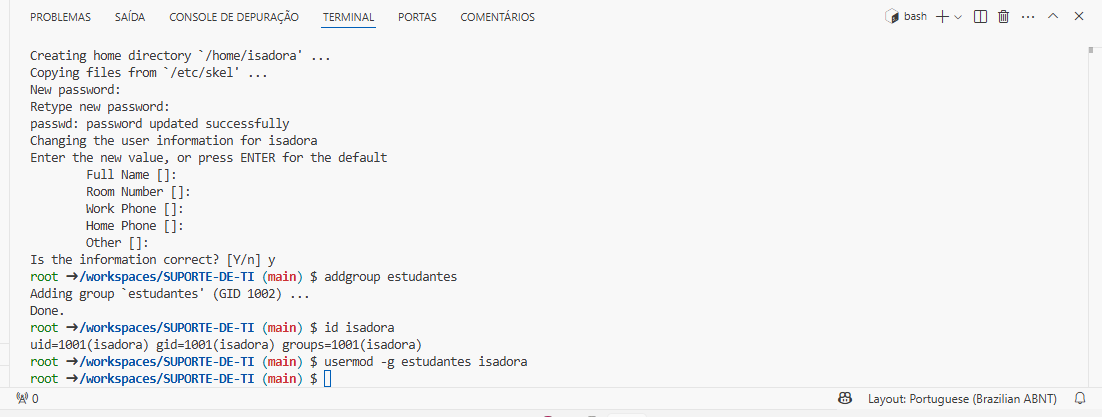 PROBLEMAS SAÍDA CONSOLE DE DEPURAÇÃO TERMINAL PORTAS COMENTÁRIOS bash
Creating home directory `/home/isadora' ...
Copying files from `/etc/skel' ...
New password:
Retype new password:
passwd: password updated successfully
Changing the user information for isadora
Enter the new value, or press ENTER for the default
Full Name []:
Room Number []:
Work Phone []:
Home Phone []:
Other []:
Is the information correct? [Y/n] y
root ➜/workspaces/SUPORTE-DE-TI (main) $ addgroup estudantes
Adding group `estudantes' (GID 1002) ...
Done.
root ➜/workspaces/SUPORTE-DE-TI (main) $ id isadora
uid=1001(isadora) gid=1001(isadora) groups=1001(isadora)
root ➜/workspaces/SUPORTE-DE-TI (main) $ usermod -g estudantes isadora
root ➜/workspaces/SUPORTE-DE-TI (main) $
0 Layout: Portuguese (Brazilian ABNT)